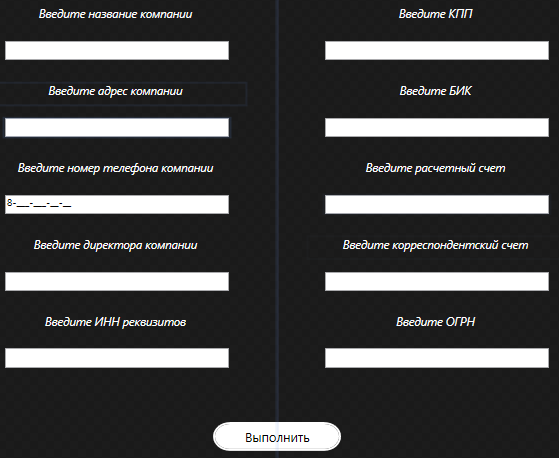 Введите название компании
Введите адрес компании
Введите номер телефона компании
8-___-___-__-__
Введите директора компании
Введите ИНН реквизитов
Введите КПП
Введите БИК
Введите расчетный счет
Введите корреспондентский счет
Введите ОГРН
Выполнить